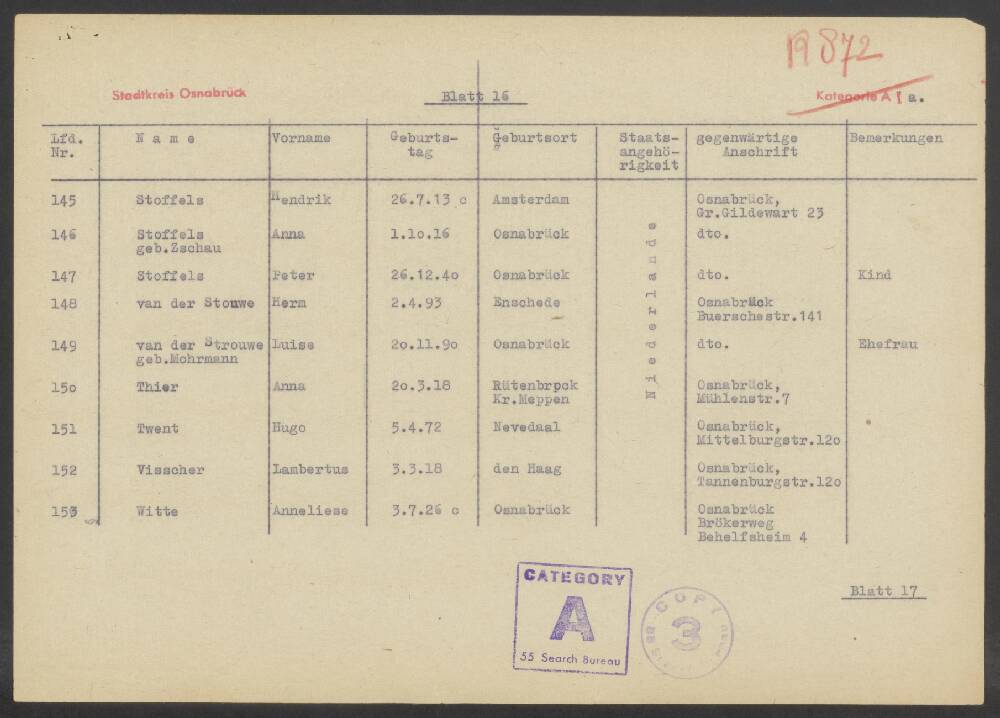 19872
Stadtkreis Osnabrück
Blatt 16
Kategorie A I a.
Lfd. Nr. Name Vorname Geburts-tag Geburtsort Staats-angehö-rigkeit gegenwärtige Anschrift Bemerkungen
145 Stoffels Hendrik 26.7.13 c Amsterdam Osnabrück,
Gr.Gildewart 23
146 Stoffels Anna 1.1o.16 Osnabrück dto.
geb.Zschau
147 Stoffels Peter 26.12.4o Osnabrück dto. Kind
148 van der Stouwe Herm 2.4.93 Enschede Osnabrück
Buerschestr.141
149 van der Strouwe Luise 2o.11.9o Osnabrück dto. Ehefrau
geb.Mohrmann
15o Thier Anna 2o.3.18 Rütenbrpck Osnabrück,
Kr.Meppen Mühlenstr.7
151 Twent Hugo 5.4.72 Nevedaal Osnabrück,
Mittelburgstr.12o
152 Visscher Lambertus 3.3.18 den Haag Osnabrück,
Tannenburgstr.12o
153 Witte Anneliese 3.7.26 c Osnabrück Osnabrück
Brökerweg
Behelfsheim 4
Niederlande
Blatt 17
CATEGORY
A
55 Search Bureau
COPY
3